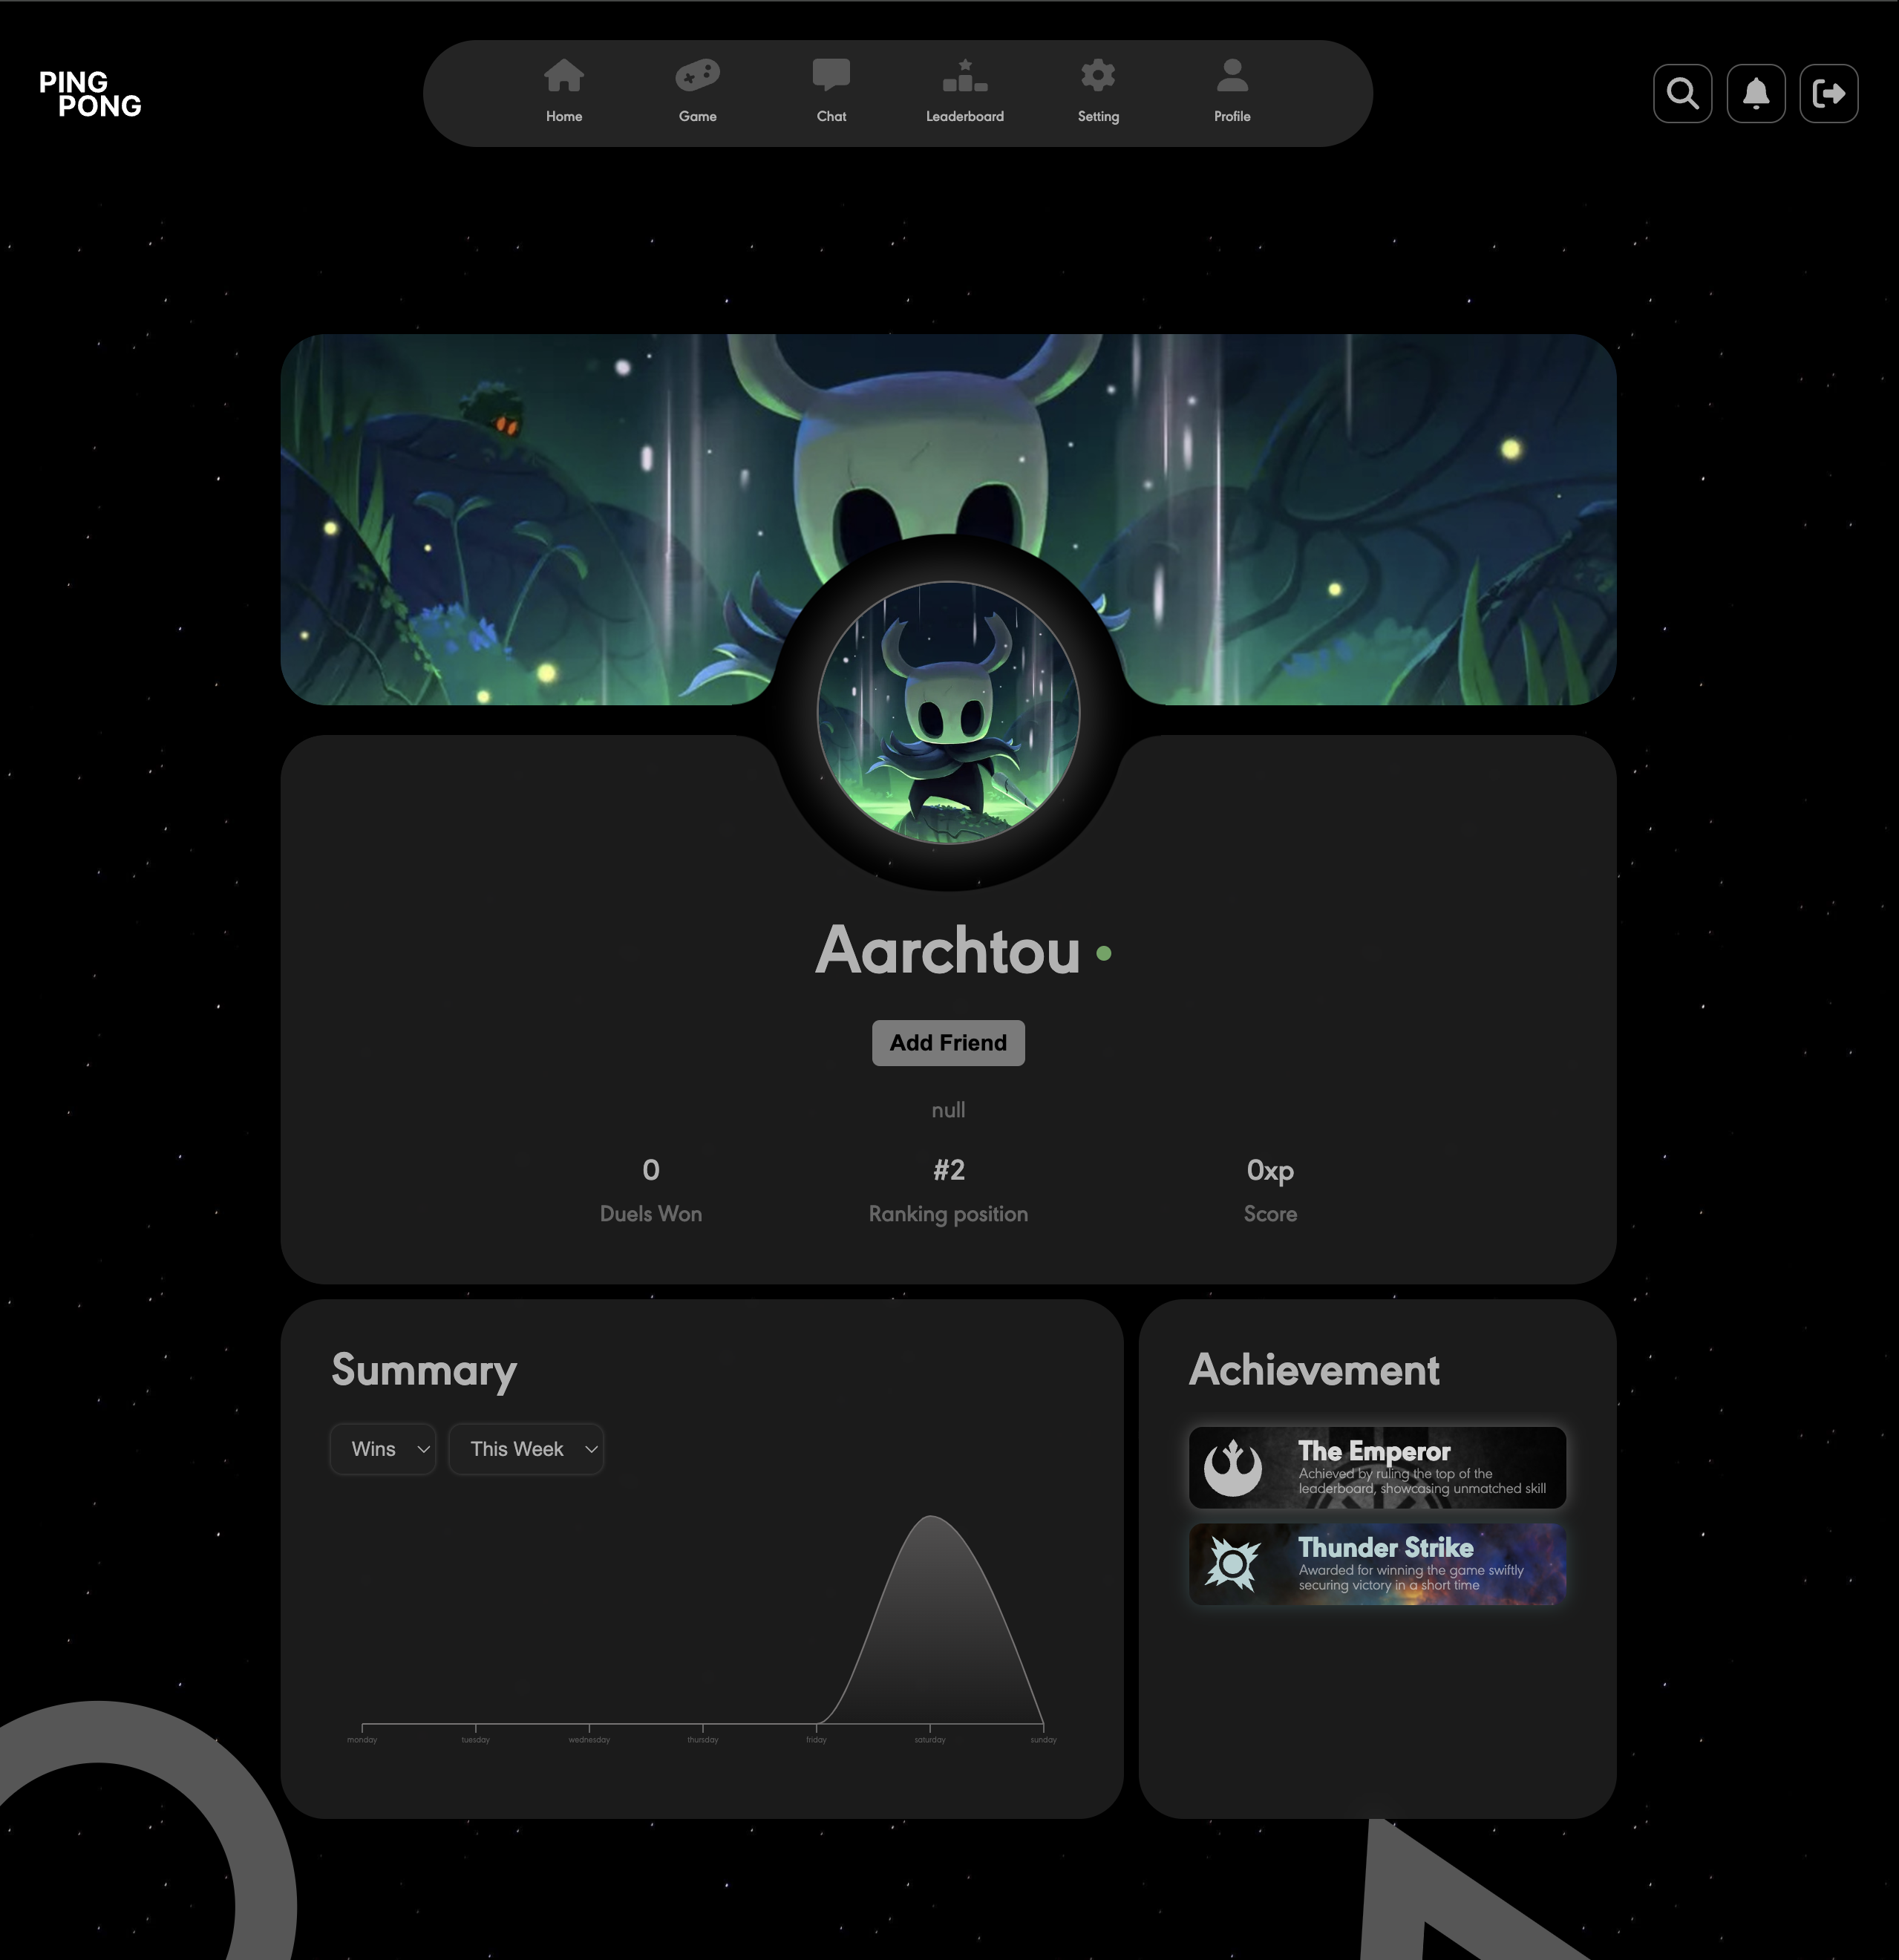 PING
PONG
Home
Game
Chat
Leaderboard
Setting
Profile
Aarchtou
Add Friend
null
0
#2
0xp
Duels Won
Ranking position
Score
Summary
Wins
This Week
monday
tuesday
wednesday
thursday
friday
saturday
sunday
Achievement
The Emperor
Achieved by ruling the top of the
leaderboard, showcasing unmatched skill
Thunder Strike
Awarded for winning the game swiftly
securing victory in a short time